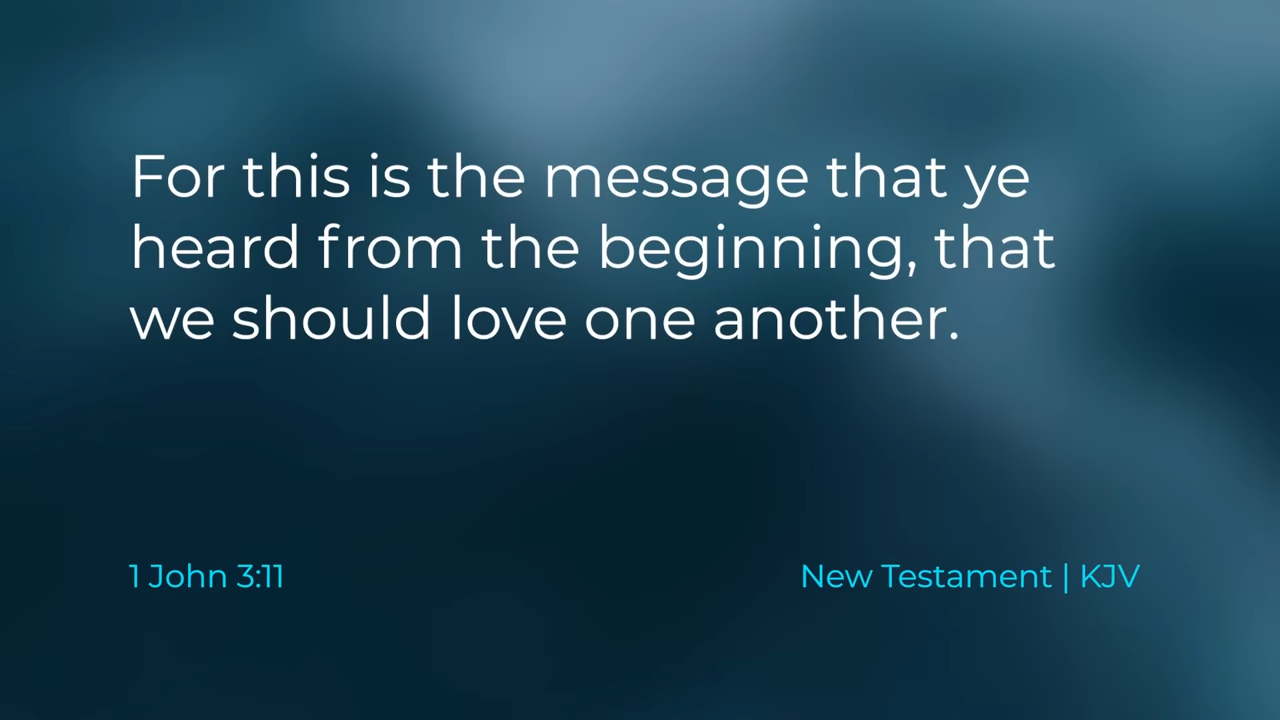 For this is the message that ye
heard from the beginning, that
we should love one another.
1 John 3:11
New Testament | KJV